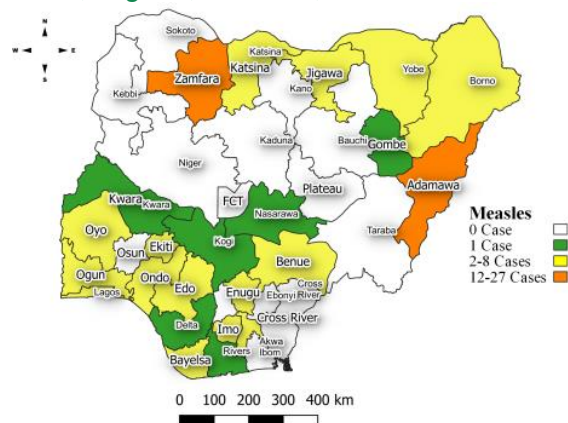 N
W E
S
Sokoto
Katsina
Zamfara
Katsina
Jigawa
Yobe
Borno
Kebbi
Kano
Kaduna
Bauchi
Gombe
Niger
Adamawa
Plateau
FCT
Kwara
Kwara
Nasarawa
Taraba
Oyo
Kogi
Osun
Ekiti
Benue
Ogun
Ondo
Lagos
Edo
Enugu
Cross
Ebonyi River
Cross River
Delta
Imo
Rivers
Akwa
Ibom
Bayelsa
Measles
0 Case
1 Case
2-8 Cases
12-27 Cases
0 100 200 300 400 km